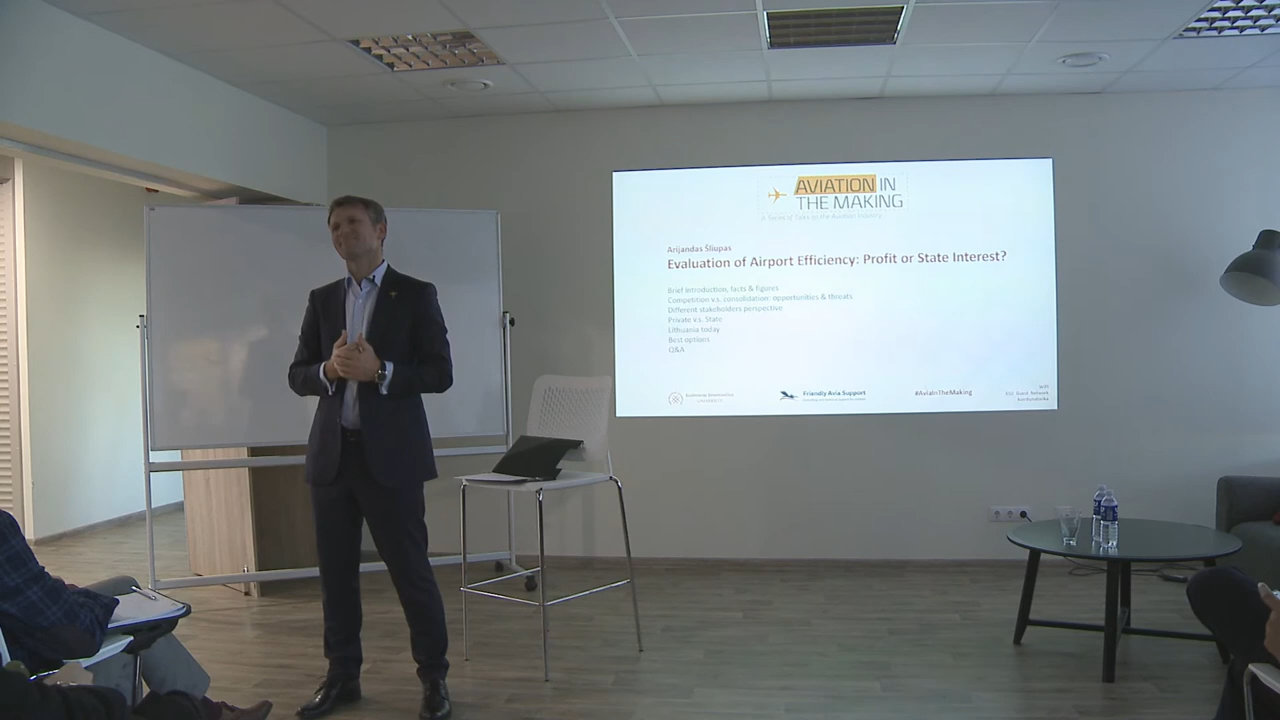 AVIATION IN
THE MAKING
A Series of Talks on the Aviation Industry
Arijandas Šliupas
Evaluation of Airport Efficiency: Profit or State Interest?
Brief Introduction, facts & figures
Competition v.s. consolidation: opportunities & threats
Different stakeholders perspective
Private v.s. State
Lithuania today
Best options
Q&A
UNIVERSITY
Friendly Avia Support
#AviaInTheMaking
WiFi